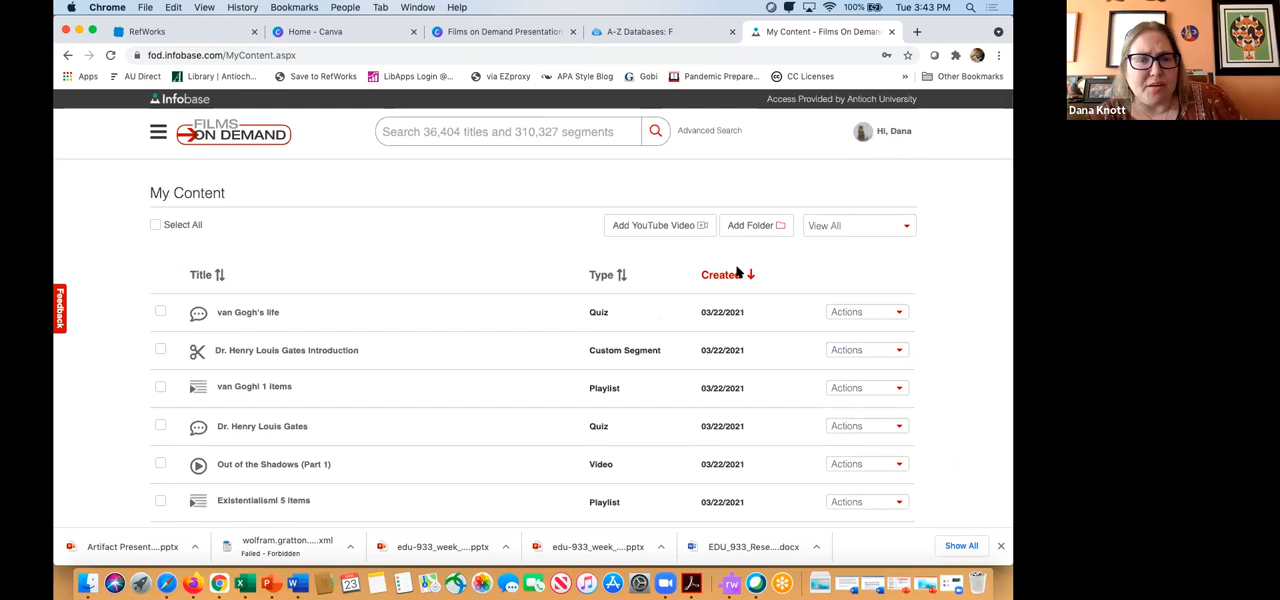 Chrome File Edit View History Bookmarks People Tab Window Help 100% Tue 3:43 PM
RefWorks × Home - Canva × Films on Demand Presentation × A-Z Databases: F × My Content - Films On Deman × +
fod.infobase.com/MyContent.aspx
Apps AU Direct Library | Antioch... Save to RefWorks LibApps Login @... via EZproxy APA Style Blog Gobi Pandemic Prepare... CC Licenses » Other Bookmarks
Infobase Access Provided by Antioch University
FILMS
ON DEMAND
Search 36,404 titles and 310,327 segments Advanced Search Hi, Dana
My Content
Select All Add YouTube Video Add Folder View All
Title Type Created
van Gogh's life Quiz 03/22/2021 Actions
Dr. Henry Louis Gates Introduction Custom Segment 03/22/2021 Actions
van Goghl 1 items Playlist 03/22/2021 Actions
Dr. Henry Louis Gates Quiz 03/22/2021 Actions
Out of the Shadows (Part 1) Video 03/22/2021 Actions
Existentialisml 5 items Playlist 03/22/2021 Actions
Feedback
Artifact Present....pptx wolfram.gratton.....xml edu-933_week_....pptx edu-933_week_....pptx EDU_933_Rese....docx Show All ×
Failed - Forbidden
Dana Knott